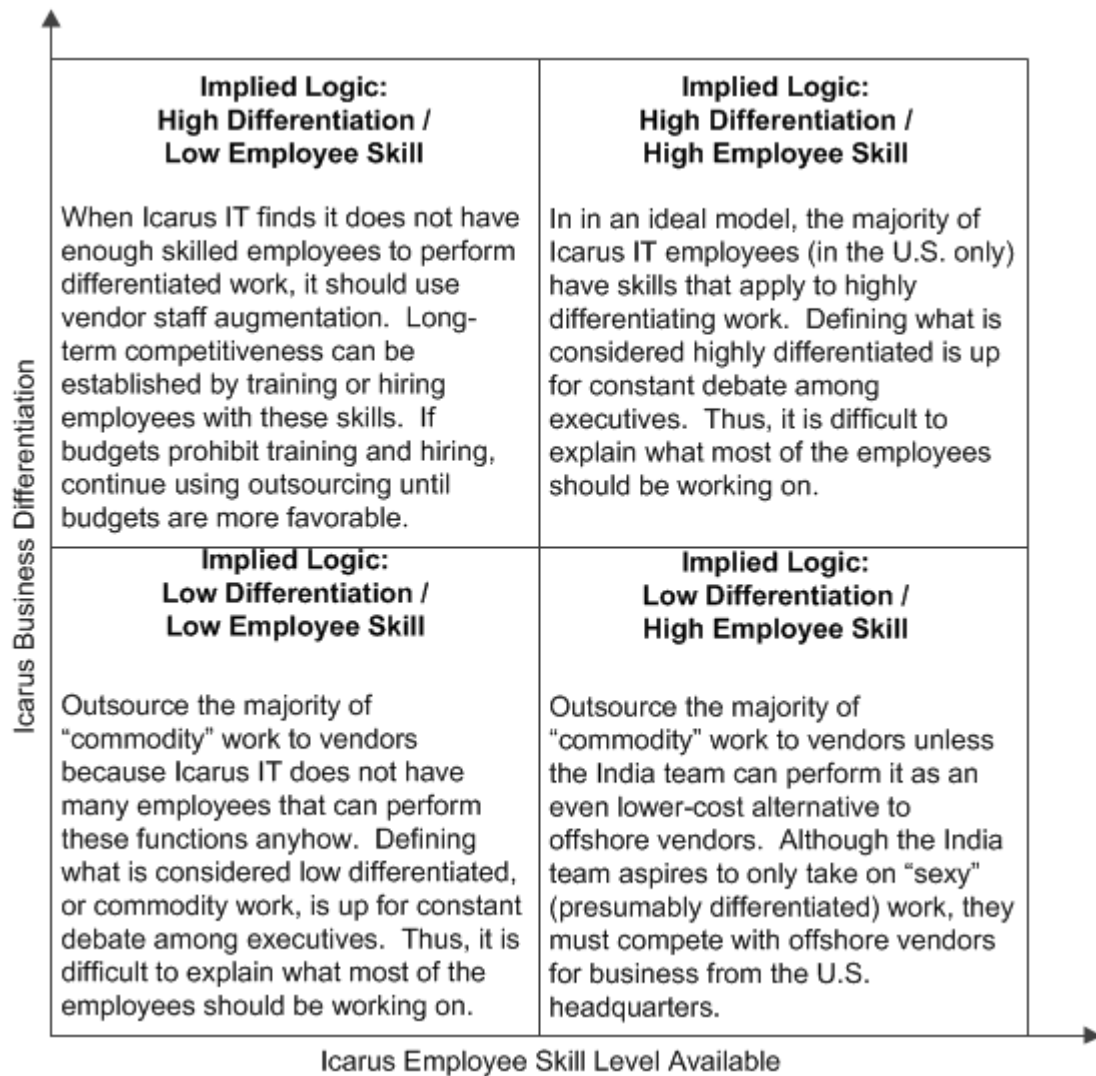 Implied Logic:
High Differentiation /
Low Employee Skill
When Icarus IT finds it does not have
enough skilled employees to perform
differentiated work, it should use
vendor staff augmentation.  Long-
term competitiveness can be
established by training or hiring
employees with these skills.  If
budgets prohibit training and hiring,
continue using outsourcing until
budgets are more favorable.
Implied Logic:
High Differentiation /
High Employee Skill
In in an ideal model, the majority of
Icarus IT employees (in the U.S. only)
have skills that apply to highly
differentiating work.  Defining what is
considered highly differentiated is up
for constant debate among
executives.  Thus, it is difficult to
explain what most of the employees
should be working on.
Implied Logic:
Low Differentiation /
Low Employee Skill
Outsource the majority of
“commodity” work to vendors
because Icarus IT does not have
many employees that can perform
these functions anyhow.  Defining
what is considered low differentiated,
or commodity work, is up for constant
debate among executives.  Thus, it is
difficult to explain what most of the
employees should be working on.
Implied Logic:
Low Differentiation /
High Employee Skill
Outsource the majority of
“commodity” work to vendors unless
the India team can perform it as an
even lower-cost alternative to
offshore vendors.  Although the India
team aspires to only take on “sexy”
(presumably differentiated) work, they
must compete with offshore vendors
for business from the U.S.
headquarters.
Icarus Business Differentiation
Icarus Employee Skill Level Available